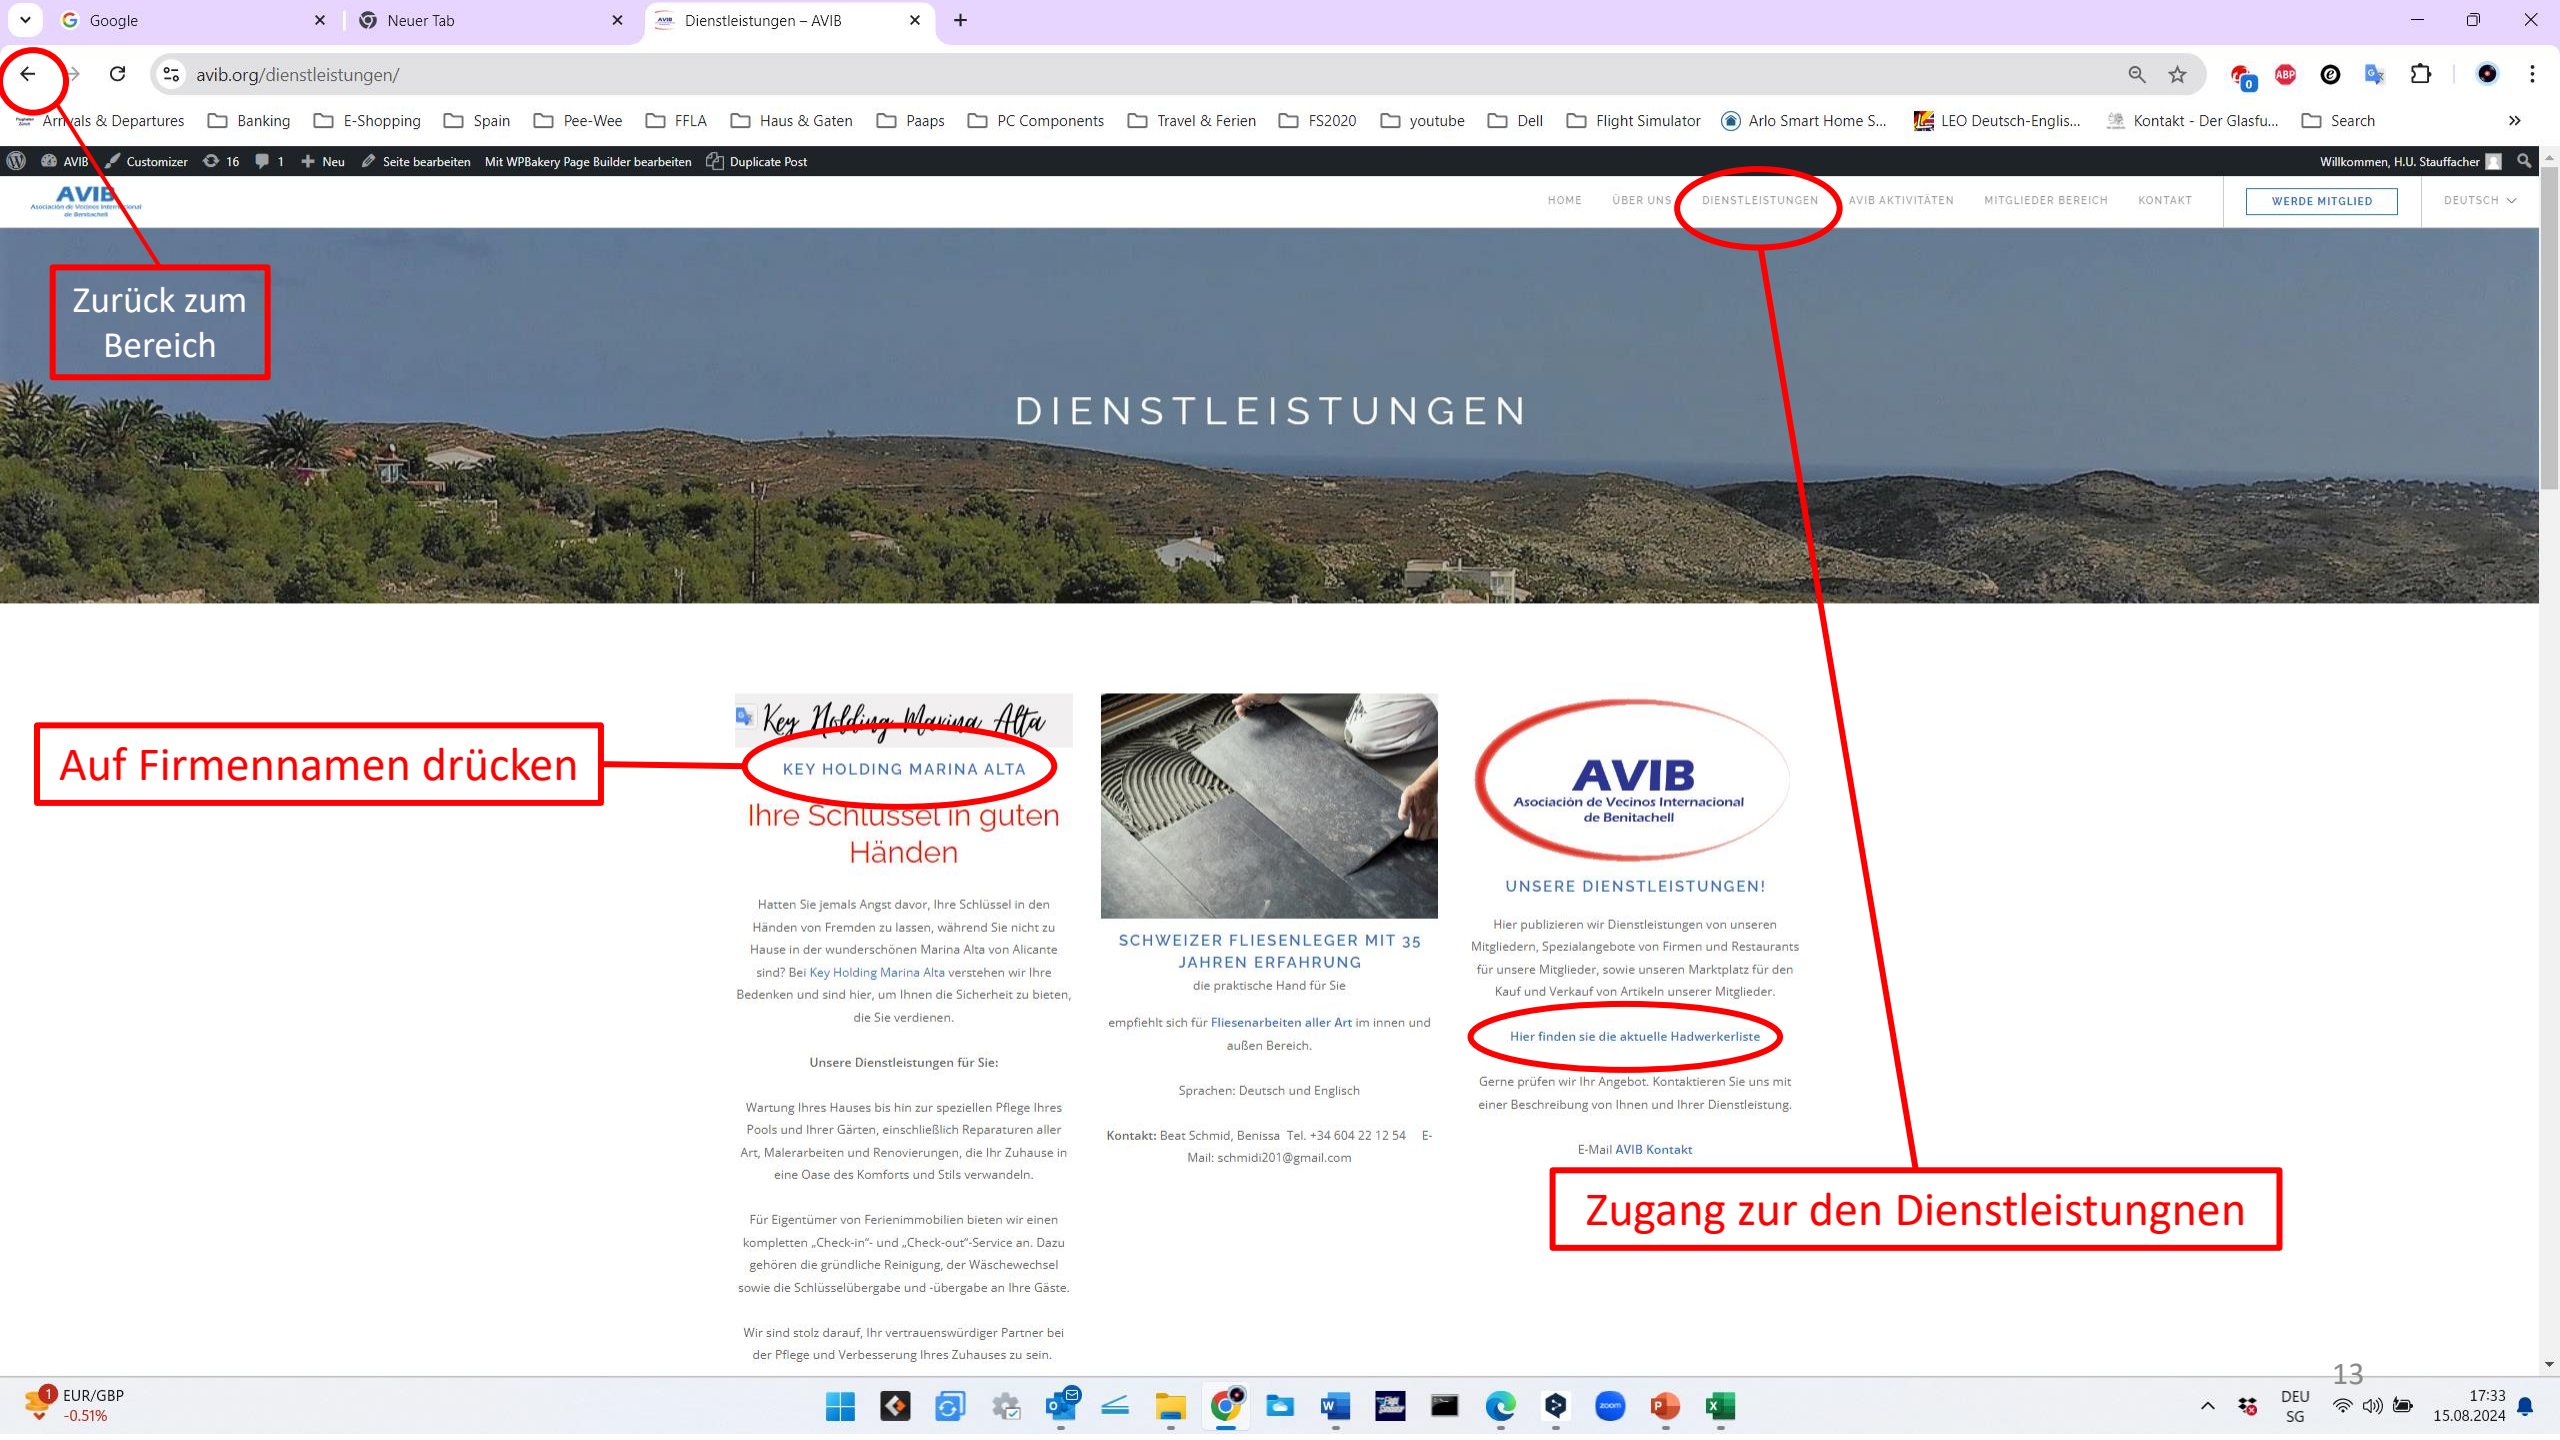 Google
Neuer Tab
Dienstleistungen – AVIB
avib.org/dienstleistungen/
0
ABP
Arrivals & Departures
Banking
E-Shopping
Spain
Pee-Wee
FFLA
Haus & Gaten
Paaps
PC Components
Travel & Ferien
FS2020
youtube
Dell
Flight Simulator
Arlo Smart Home S...
LEO Deutsch-Englis...
Kontakt - Der Glasfu...
Search
AVIB
Customizer
16
1
Neu
Seite bearbeiten
Mit WPBakery Page Builder bearbeiten
Duplicate Post
Willkommen, H.U. Stauffacher
AVIB
Asociación de Vecinos Internacional
de Benitachell
HOME
ÜBER UNS
DIENSTLEISTUNGEN
AVIB AKTIVITÄTEN
MITGLIEDER BEREICH
KONTAKT
WERDE MITGLIED
DEUTSCH
Zurück zum
Bereich
DIENSTLEISTUNGEN
Auf Firmennamen drücken
Key Holding Marina Alta
KEY HOLDING MARINA ALTA
Ihre Schlüssel in guten
Händen
Hatten Sie jemals Angst davor, Ihre Schlüssel in den
Händen von Fremden zu lassen, während Sie nicht zu
Hause in der wunderschönen Marina Alta von Alicante
sind? Bei Key Holding Marina Alta verstehen wir Ihre
Bedenken und sind hier, um Ihnen die Sicherheit zu bieten,
die Sie verdienen.
Unsere Dienstleistungen für Sie:
Wartung Ihres Hauses bis hin zur speziellen Pflege Ihres
Pools und Ihrer Gärten, einschließlich Reparaturen aller
Art, Malerarbeiten und Renovierungen, die Ihr Zuhause in
eine Oase des Komforts und Stils verwandeln.
Für Eigentümer von Ferienimmobilien bieten wir einen
kompletten „Check-in“- und „Check-out“-Service an. Dazu
gehören die gründliche Reinigung, der Wäschewechsel
sowie die Schlüsselübergabe und -übergabe an Ihre Gäste.
Wir sind stolz darauf, Ihr vertrauenswürdiger Partner bei
der Pflege und Verbesserung Ihres Zuhauses zu sein.
SCHWEIZER FLIESENLEGER MIT 35
JAHREN ERFAHRUNG
die praktische Hand für Sie
empfiehlt sich für Fliesenarbeiten aller Art im innen und
außen Bereich.
Sprachen: Deutsch und Englisch
Kontakt: Beat Schmid, Benissa Tel. +34 604 22 12 54 E-
Mail: schmidi201@gmail.com
AVIB
Asociación de Vecinos Internacional
de Benitachell
UNSERE DIENSTLEISTUNGEN!
Hier publizieren wir Dienstleistungen von unseren
Mitgliedern, Spezialangebote von Firmen und Restaurants
für unsere Mitglieder, sowie unseren Marktplatz für den
Kauf und Verkauf von Artikeln unserer Mitglieder.
Hier finden sie die aktuelle Hadwerkerliste
Gerne prüfen wir Ihr Angebot. Kontaktieren Sie uns mit
einer Beschreibung von Ihnen und Ihrer Dienstleistung.
E-Mail AVIB Kontakt
Zugang zur den Dienstleistungnen
13
1
EUR/GBP
-0.51%
zoom
DEU
SG
17:33
15.08.2024